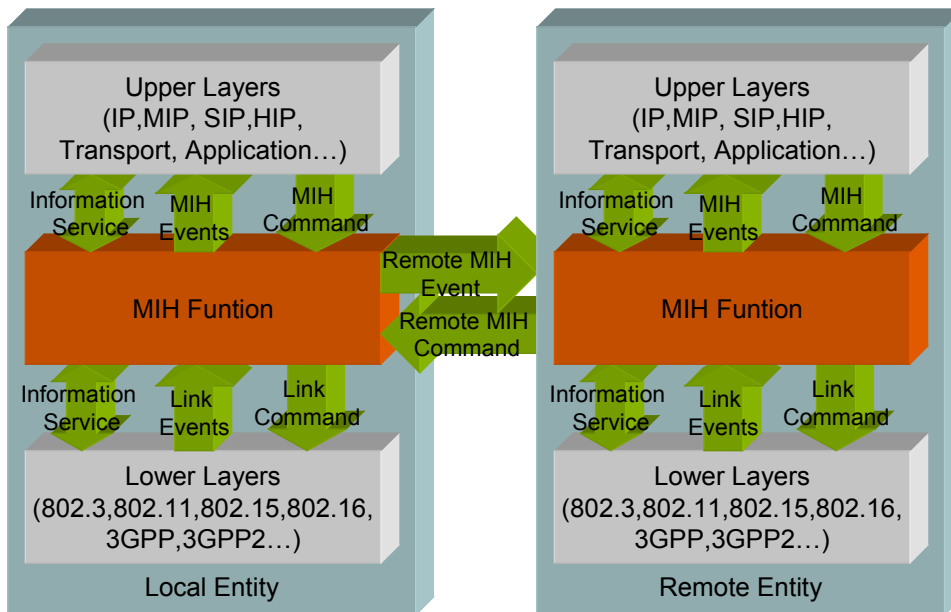 Upper Layers
(IP,MIP, SIP,HIP,
Transport, Application…)
Information
Service
MIH
Events
MIH
Command
MIH Funtion
Information
Service
Link
Events
Link
Command
Lower Layers
(802.3,802.11,802.15,802.16,
3GPP,3GPP2…)
Local Entity
Remote MIH
Event
Remote MIH
Command
Upper Layers
(IP,MIP, SIP,HIP,
Transport, Application…)
Information
Service
MIH
Events
MIH
Command
MIH Funtion
Information
Service
Link
Events
Link
Command
Lower Layers
(802.3,802.11,802.15,802.16,
3GPP,3GPP2…)
Remote Entity